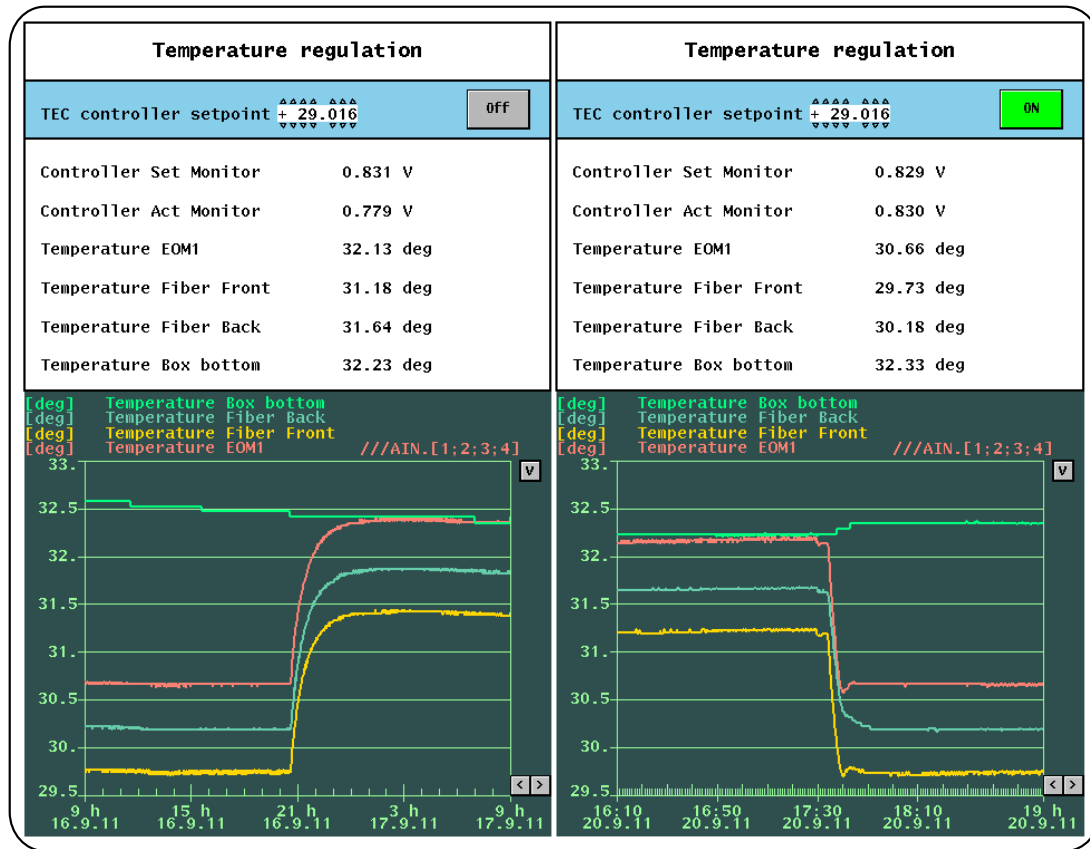 Temperature regulation
TEC controller setpoint + 29.016 Off
Controller Set Monitor 0.831 V
Controller Act Monitor 0.779 V
Temperature EOM1 32.13 deg
Temperature Fiber Front 31.18 deg
Temperature Fiber Back 31.64 deg
Temperature Box bottom 32.23 deg
[deg] Temperature Box bottom
[deg] Temperature Fiber Back
[deg] Temperature Fiber Front
[deg] Temperature EOM1 ///AIN.[1;2;3;4]
33.
V
32.5
32.
31.5
31.
30.5
30.
29.5
< >
9 h 15 h 21 h 3 h 9 h
16.9.11 16.9.11 16.9.11 17.9.11 17.9.11
Temperature regulation
TEC controller setpoint + 29.016 ON
Controller Set Monitor 0.829 V
Controller Act Monitor 0.830 V
Temperature EOM1 30.66 deg
Temperature Fiber Front 29.73 deg
Temperature Fiber Back 30.18 deg
Temperature Box bottom 32.33 deg
[deg] Temperature Box bottom
[deg] Temperature Fiber Back
[deg] Temperature Fiber Front
[deg] Temperature EOM1 ///AIN.[1;2;3;4]
33.
V
32.5
32.
31.5
31.
30.5
30.
29.5
< >
16:10 16:50 17:30 18:10 19 h
20.9.11 20.9.11 20.9.11 20.9.11 20.9.11